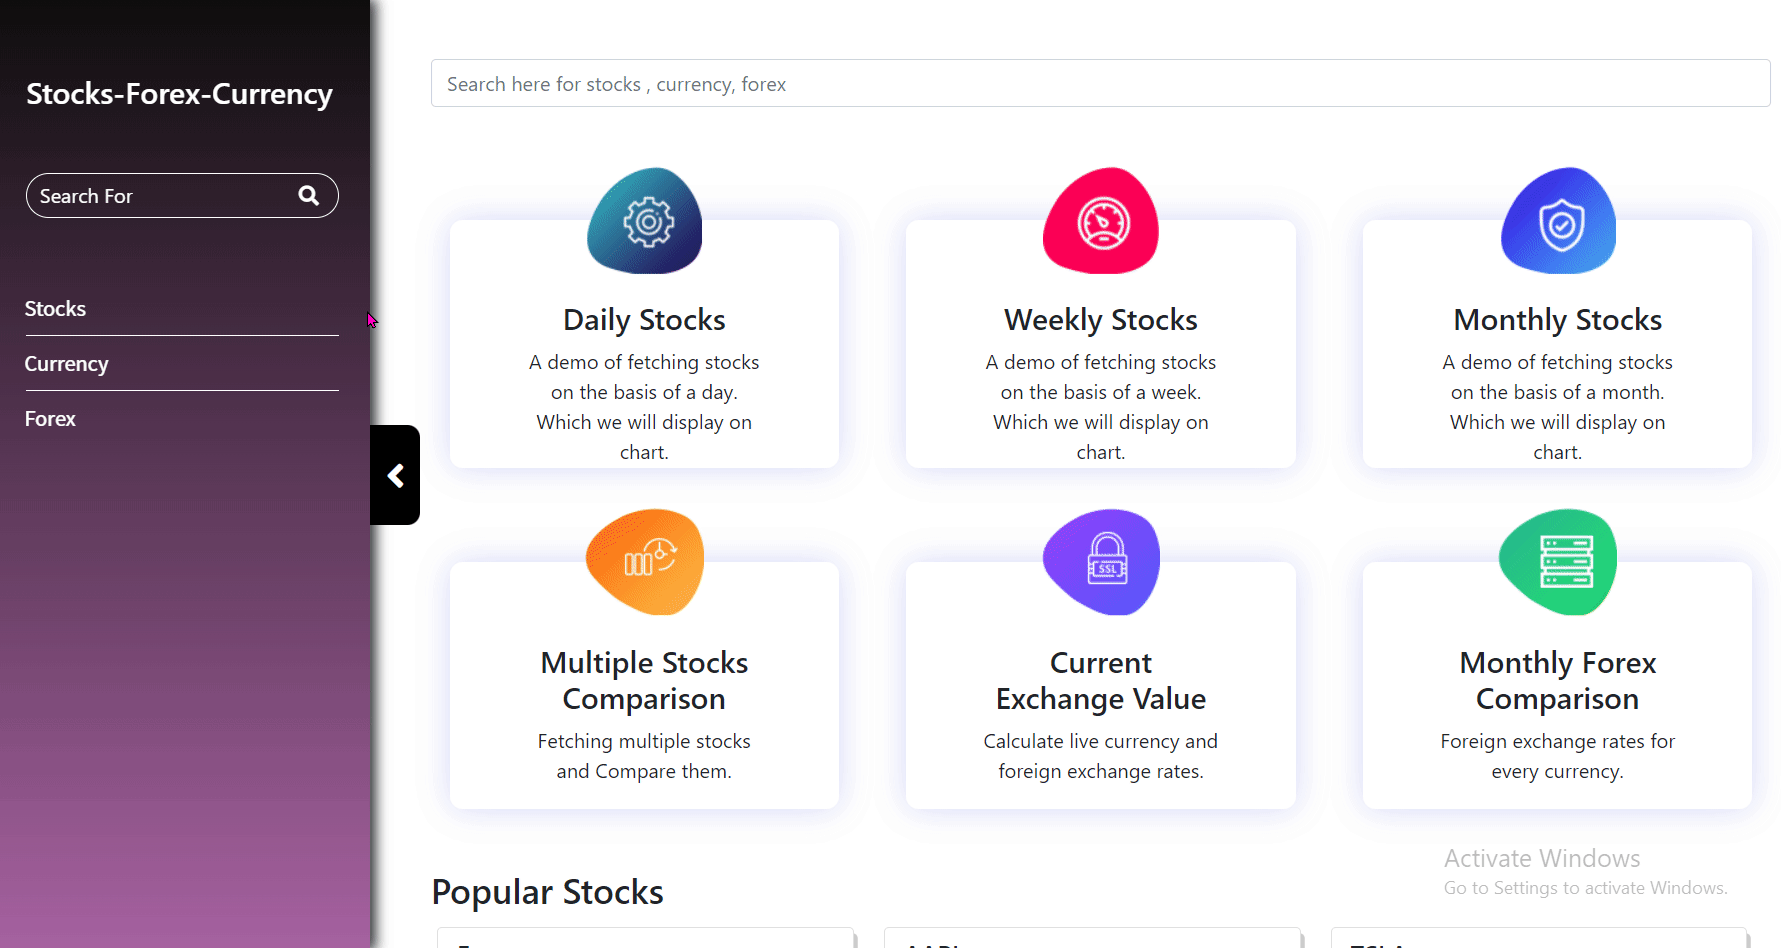 Stocks-Forex-Currency
Search For
Stocks
Currency
Forex
Search here for stocks , currency, forex
Daily Stocks
A demo of fetching stocks
on the basis of a day.
Which we will display on
chart.
Weekly Stocks
A demo of fetching stocks
on the basis of a week.
Which we will display on
chart.
Monthly Stocks
A demo of fetching stocks
on the basis of a month.
Which we will display on
chart.
Multiple Stocks
Comparison
Fetching multiple stocks
and Compare them.
SSL
Current
Exchange Value
Calculate live currency and
foreign exchange rates.
Monthly Forex
Comparison
Foreign exchange rates for
every currency.
Activate Windows
Go to Settings to activate Windows.
Popular Stocks